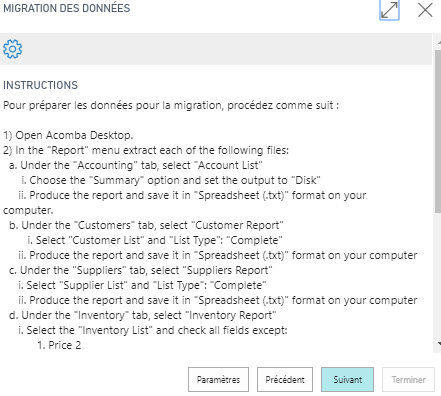 MIGRATION DES DONNÉES
INSTRUCTIONS
Pour préparer les données pour la migration, procédez comme suit :
1) Open Acomba Desktop.
2) In the "Report" menu extract each of the following files:
a. Under the "Accounting" tab, select "Account List"
i. Choose the "Summary" option and set the output to "Disk"
ii. Produce the report and save it in "Spreadsheet (.txt)" format on your
computer.
b. Under the "Customers" tab, select "Customer Report"
i. Select "Customer List" and "List Type": "Complete"
ii. Produce the report and save it in "Spreadsheet (.txt)" format on your computer
c. Under the "Suppliers" tab, select "Suppliers Report"
i. Select "Supplier List" and "List Type": "Complete"
ii. Produce the report and save it in "Spreadsheet (.txt)" format on your computer
d. Under the "Inventory" tab, select "Inventory Report"
i. Select the "Inventory List" and check all fields except:
1. Price 2
Paramètres Précédent Suivant Terminer